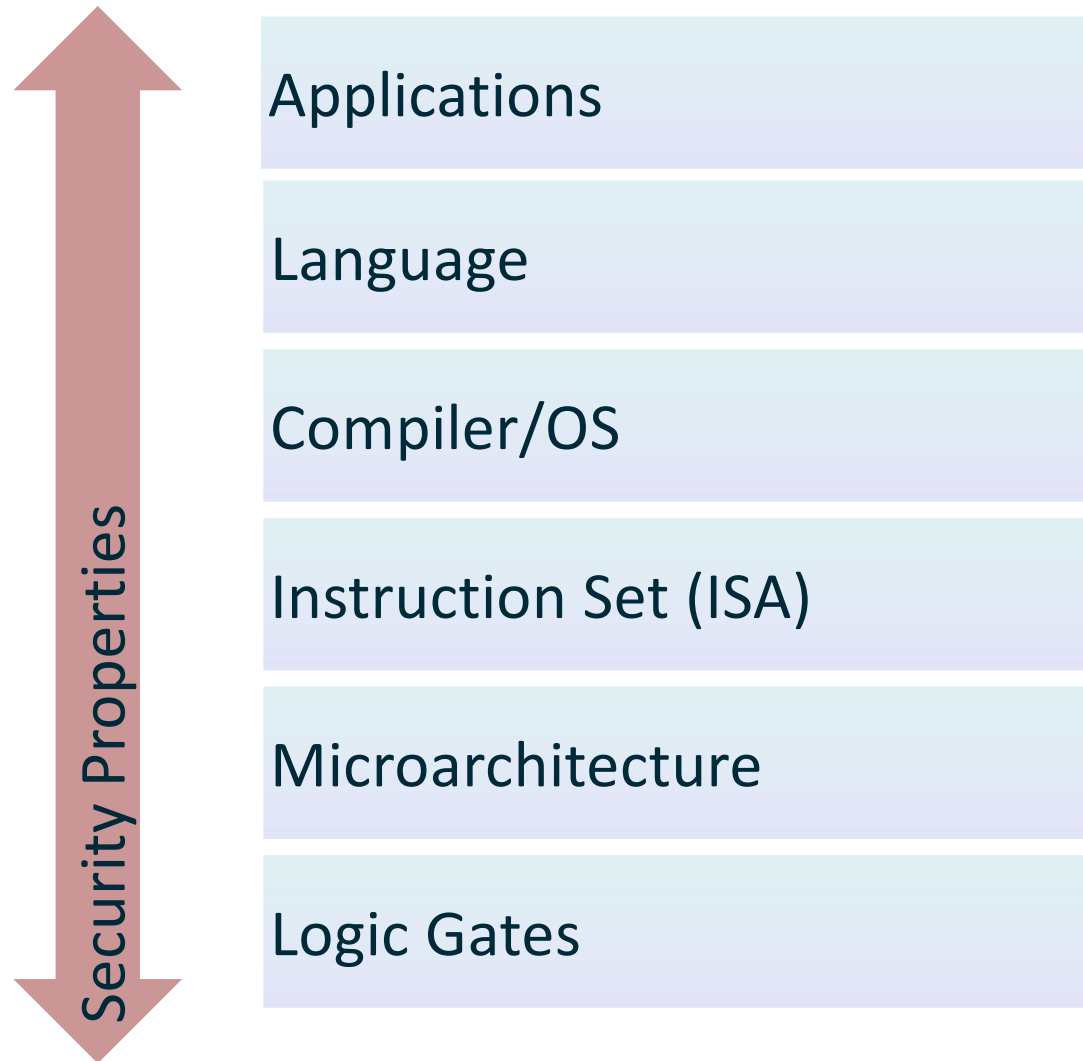 Applications
Language
Compiler/OS
Instruction Set (ISA)
Microarchitecture
Logic Gates
Security Properties